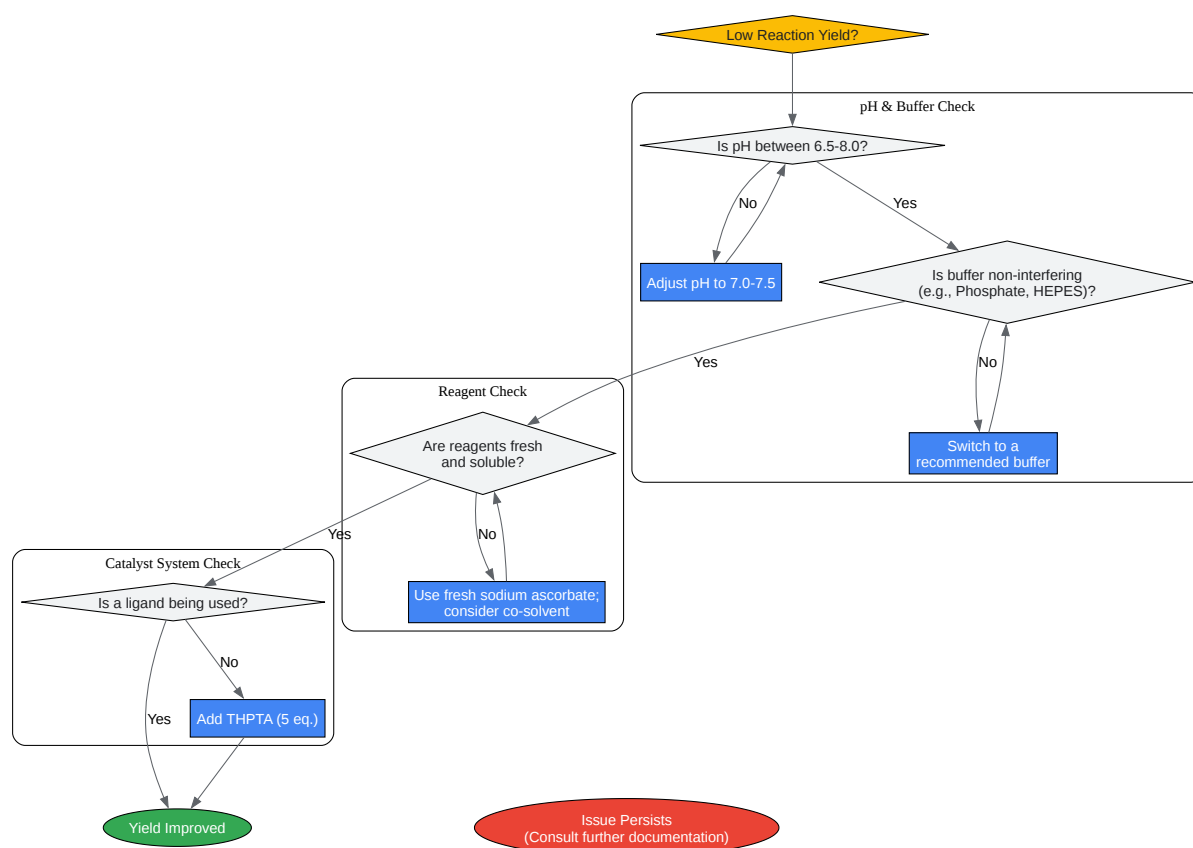 Low Reaction Yield?
pH & Buffer Check
Is pH between 6.5-8.0?
No
Yes
Adjust pH to 7.0-7.5
Is buffer non-interfering
(e.g., Phosphate, HEPES)?
Yes
No
Switch to a
recommended buffer
Reagent Check
Are reagents fresh
and soluble?
Yes
No
Use fresh sodium ascorbate;
consider co-solvent
Catalyst System Check
Is a ligand being used?
No
Yes
Add THPTA (5 eq.)
Yield Improved
Issue Persists
(Consult further documentation)